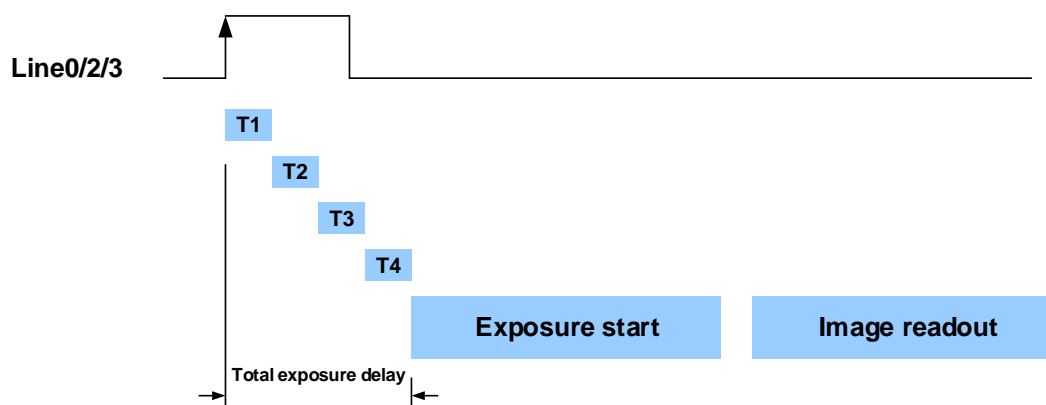 Line0/2/3
T1
T2
T3
T4
Exposure start
Image readout
Total exposure delay